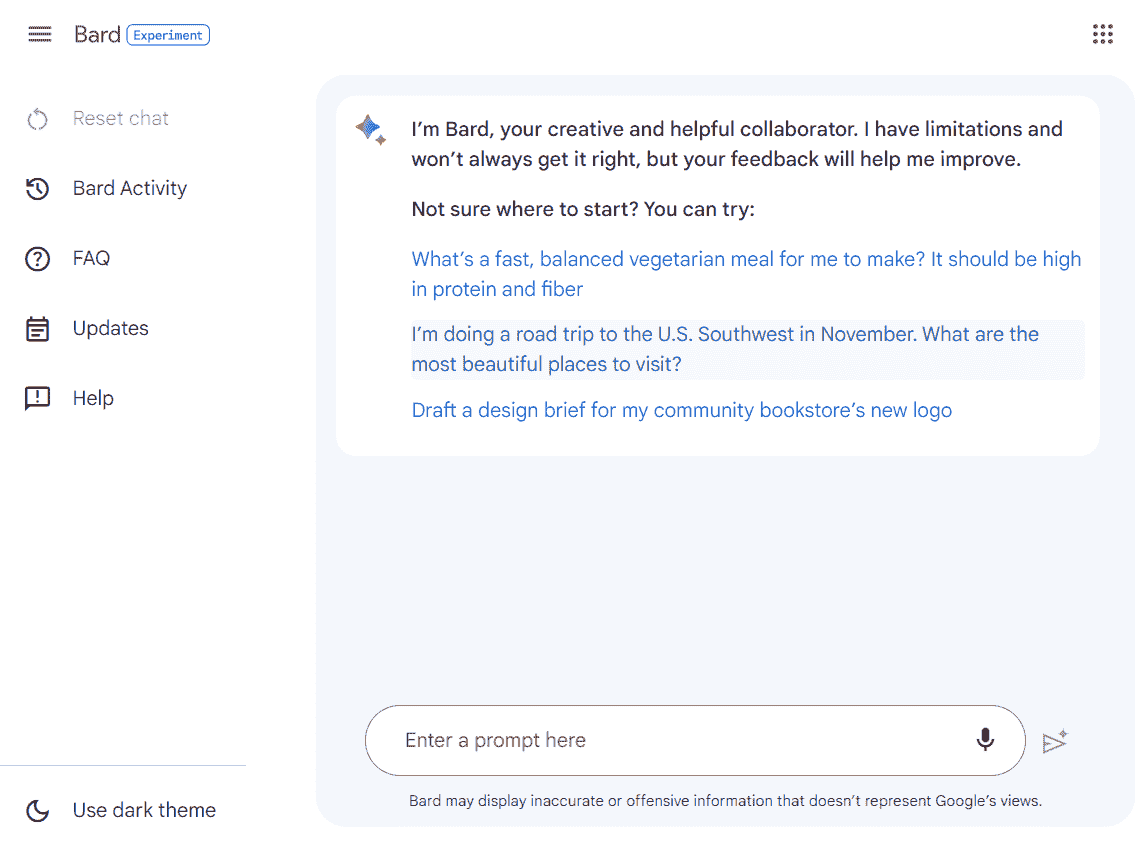 Bard Experiment
Reset chat
Bard Activity
FAQ
Updates
Help
Use dark theme
I’m Bard, your creative and helpful collaborator. I have limitations and
won’t always get it right, but your feedback will help me improve.
Not sure where to start? You can try:
What’s a fast, balanced vegetarian meal for me to make? It should be high
in protein and fiber
I’m doing a road trip to the U.S. Southwest in November. What are the
most beautiful places to visit?
Draft a design brief for my community bookstore’s new logo
Enter a prompt here
Bard may display inaccurate or offensive information that doesn’t represent Google’s views.